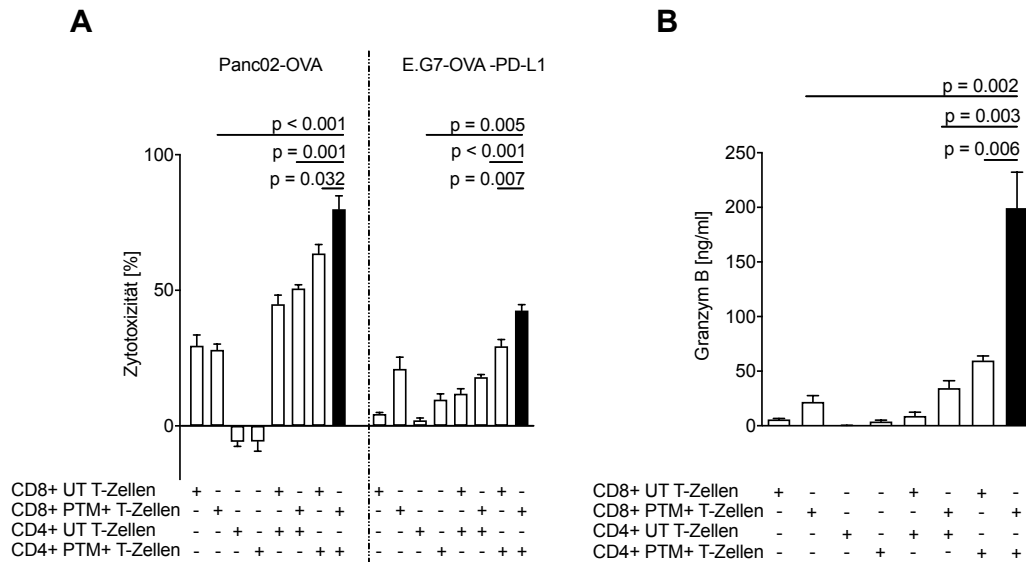 A
Panc02-OVA
E.G7-OVA -PD-L1
p < 0.001
p = 0.001
p = 0.032
p = 0.005
p < 0.001
p = 0.007
Zytotoxizität [%]
100
50
0
CD8+ UT T-Zellen + - - - + - + - + - - - + - + -
CD8+ PTM+ T-Zellen - + - - - + - + - + - - - + - +
CD4+ UT T-Zellen - - + - + + - - - - + - + + - -
CD4+ PTM+ T-Zellen - - - + - - + + - - - + - - + +
B
p = 0.002
p = 0.003
p = 0.006
Granzym B [ng/ml]
250
200
150
100
50
0
CD8+ UT T-Zellen + - - - + - + -
CD8+ PTM+ T-Zellen - + - - - + - +
CD4+ UT T-Zellen - - + - + + - -
CD4+ PTM+ T-Zellen - - - + - - + +